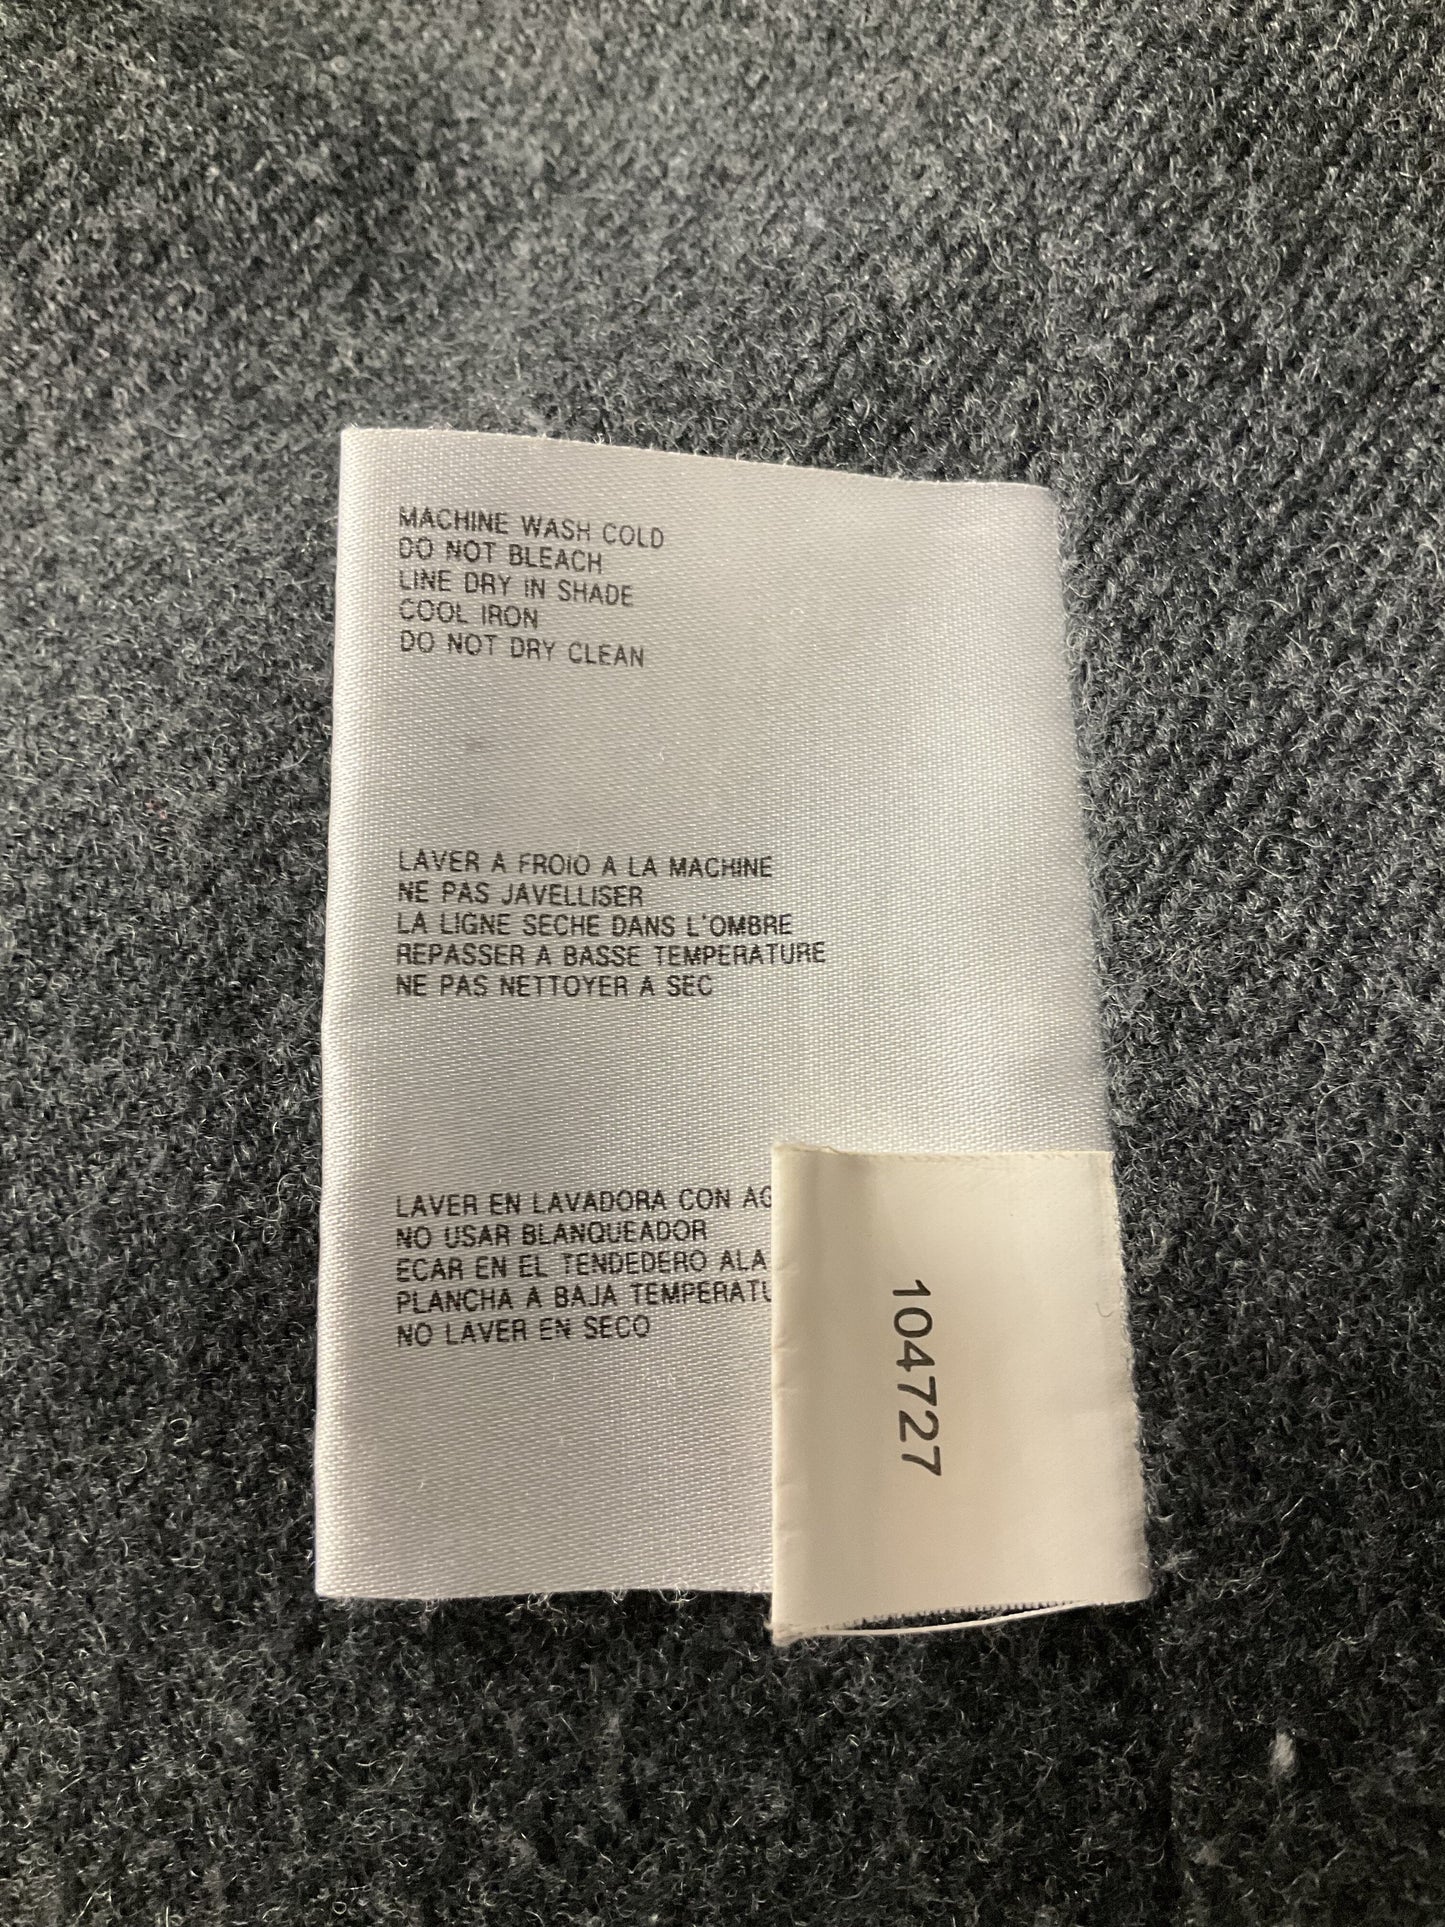 MACHINE WASH COLD
DO NOT BLEACH
LINE DRY IN SHADE
COOL IRON
DO NOT DRY CLEAN
LAVER A FROIO A LA MACHINE
NE PAS JAVELLISER
LA LIGNE SECHE DANS L'OMBRE
REPASSER A BASSE TEMPERATURE
NE PAS NETTOYER A SEC
LAVER EN LAVADORA CON
NO USAR BLANQUEADOR
ECAR EN EL TENDEDERO ALA
PLANCHA A BAJA
NO LAVER EN SECO
104727